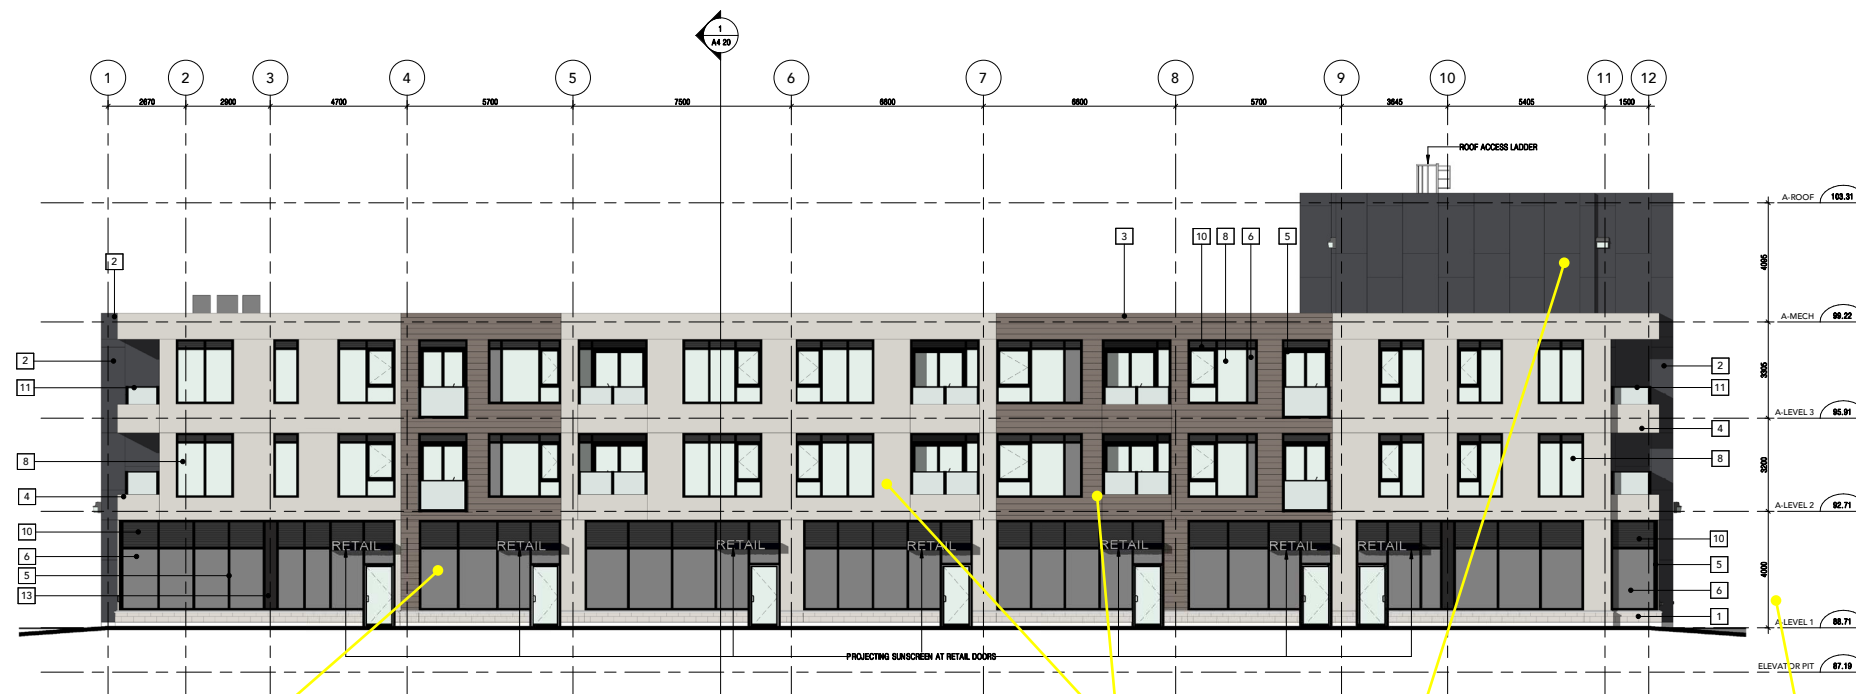 1
A4 20
1 2 3 4 5 6 7 8 9 10 11 12
2670 2900 4700 5700 7500 6600 6600 5700 3645 5405 1500
ROOF ACCESS LADDER
A-ROOF 103.31
3 10 8 6 5
2
4095
A-MECH 99.22
2
2
11
11
3305
A-LEVEL 3 95.91
4
8
8
3200
4
A-LEVEL 2 92.71
10
10
RETAIL RETAIL RETAIL RETAIL RETAIL RETAIL RETAIL
6
5
5
4000
6
13
1
A-LEVEL 1 88.71
PROJECTING SUNSCREEN AT RETAIL DOORS
ELEVATOR PIT 87.19